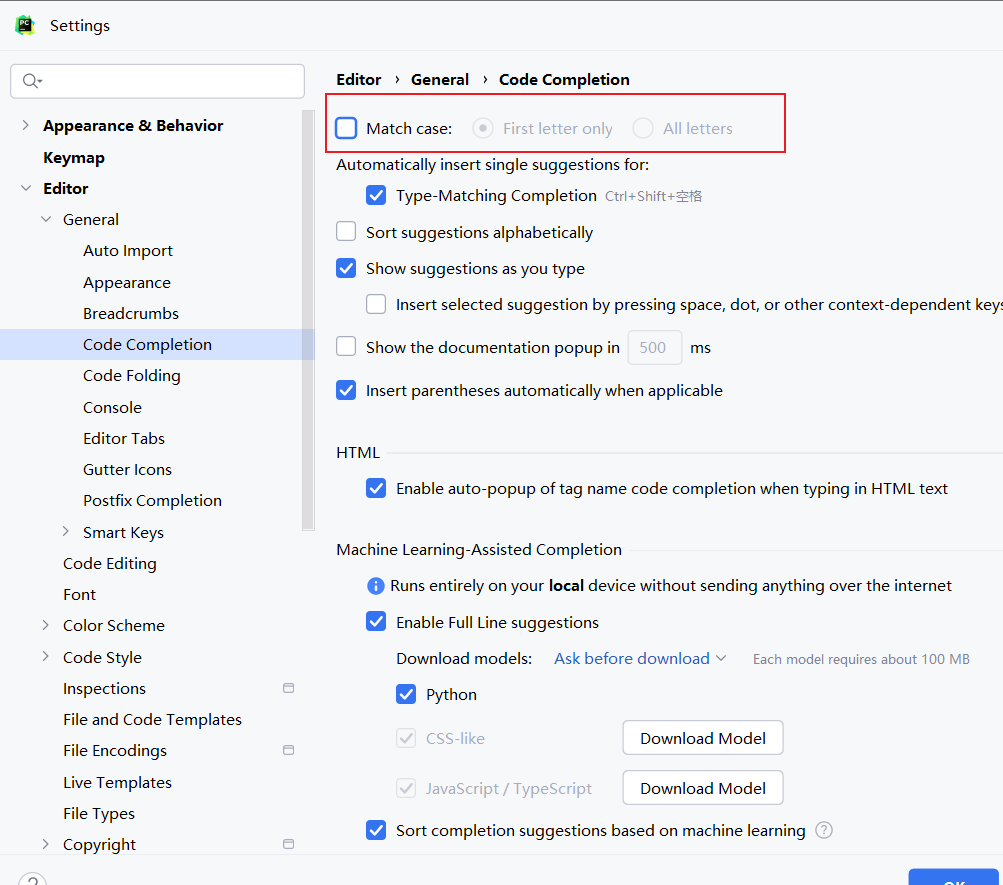 Settings
Editor › General › Code Completion
Appearance & Behavior
Keymap
Editor
General
Auto Import
Appearance
Breadcrumbs
Code Completion
Code Folding
Console
Editor Tabs
Gutter Icons
Postfix Completion
Smart Keys
Code Editing
Font
Color Scheme
Code Style
Inspections
File and Code Templates
File Encodings
Live Templates
File Types
Copyright
Match case: First letter only All letters
Automatically insert single suggestions for:
Type-Matching Completion Ctrl+Shift+空格
Sort suggestions alphabetically
Show suggestions as you type
Insert selected suggestion by pressing space, dot, or other context-dependent keys
Show the documentation popup in 500 ms
Insert parentheses automatically when applicable
HTML
Enable auto-popup of tag name code completion when typing in HTML text
Machine Learning-Assisted Completion
Runs entirely on your local device without sending anything over the internet
Enable Full Line suggestions
Download models: Ask before download Each model requires about 100 MB
Python
CSS-like Download Model
JavaScript / TypeScript Download Model
Sort completion suggestions based on machine learning ?
?
OK